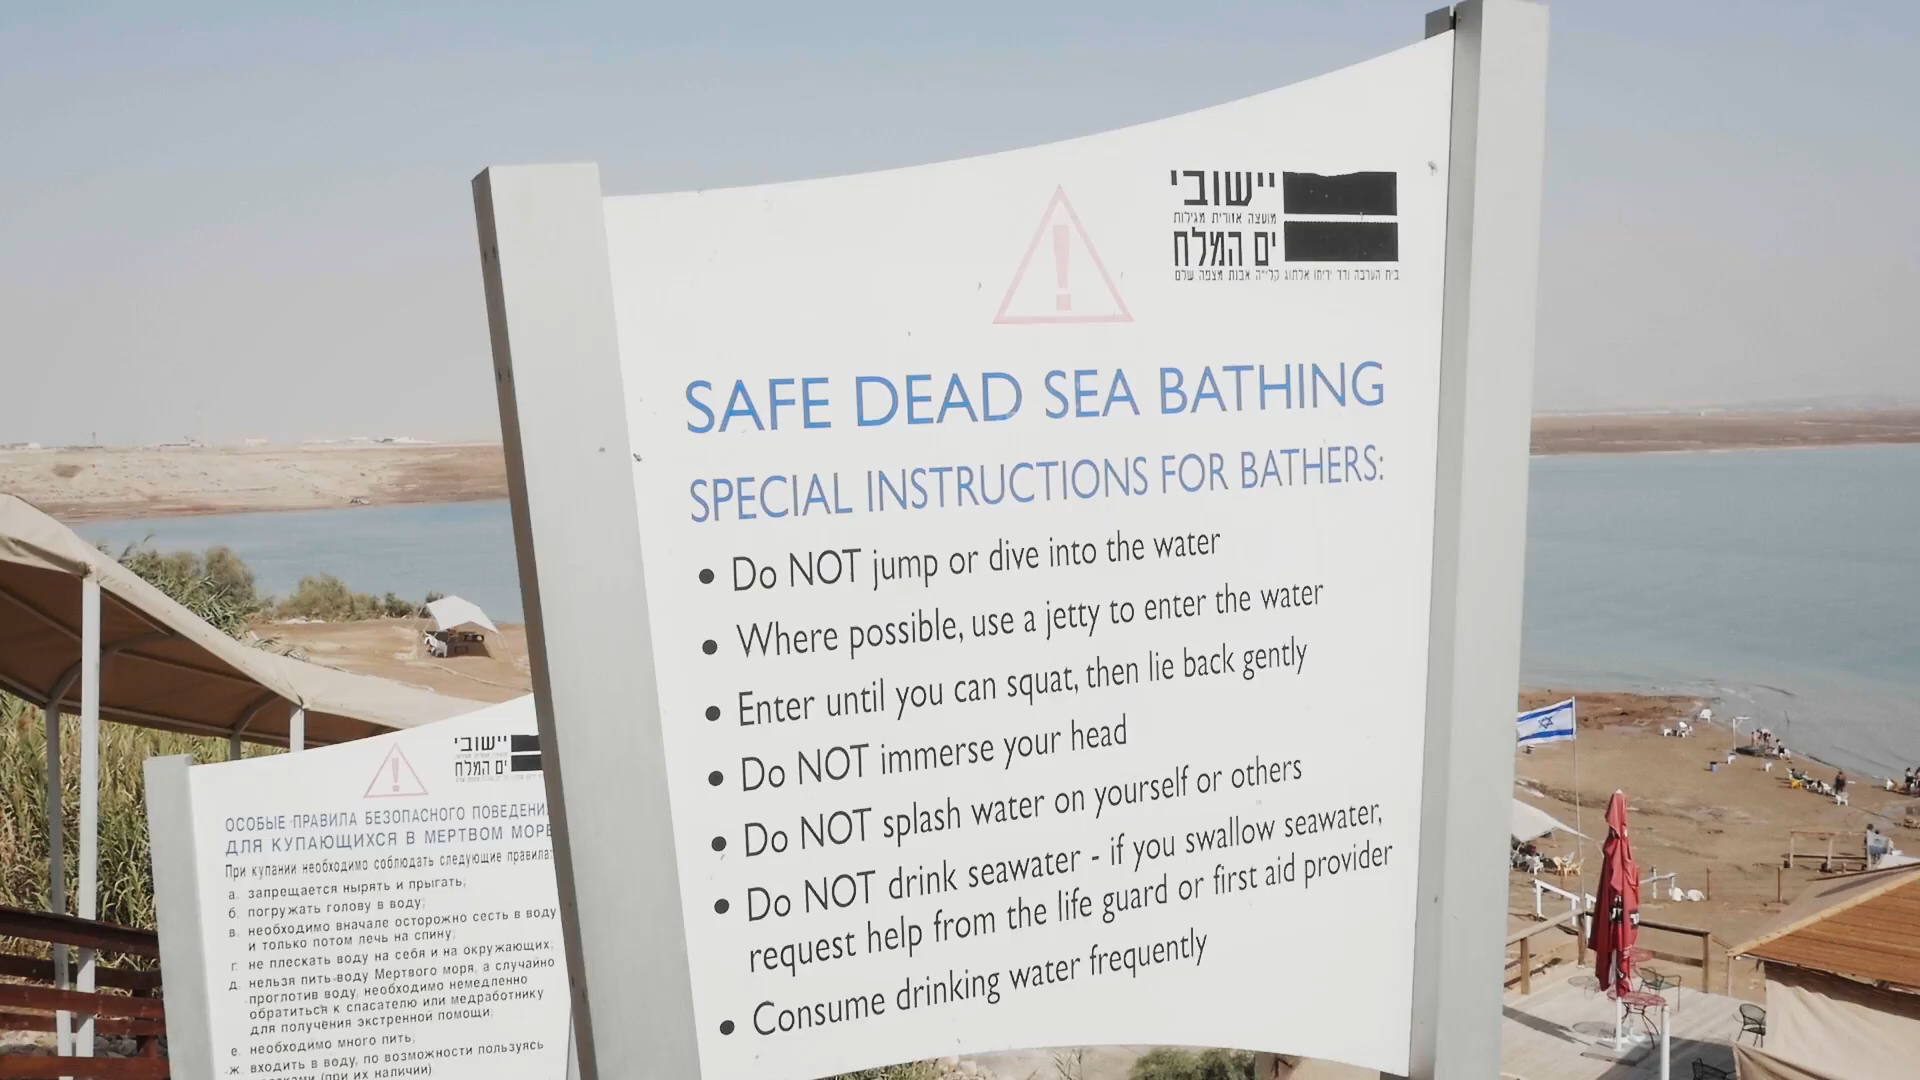 יישובי
מועצה אזורית מגילות
ים המלח
SAFE DEAD SEA BATHING
SPECIAL INSTRUCTIONS FOR BATHERS:
• Do NOT jump or dive into the water
• Where possible, use a jetty to enter the water
• Enter until you can squat, then lie back gently
• Do NOT immerse your head
• Do NOT splash water on yourself or others
• Do NOT drink seawater - if you swallow seawater,
request help from the life guard or first aid provider
• Consume drinking water frequently
יישובי
ים המלח
ОСОБЫЕ ПРАВИЛА БЕЗОПАСНОГО ПОВЕДЕНИ
ДЛЯ КУПАЮЩИХСЯ В МЕРТВОМ МОРЕ
При купании необходимо соблюдать следующие правила:
а. запрещается нырять и прыгать;
б. погружать голову в воду;
в. необходимо вначале осторожно сесть в воду
и только потом лечь на спину;
г. не плескать воду на себя и на окружающих;
д. нельзя пить воду Мертвого моря, а случайно
проглотив воду, необходимо немедленно
обратиться к спасателю или медработнику
для получения экстренной помощи;
е. необходимо много пить;
ж. входить в воду, по возможности пользуясь
(при их наличии)